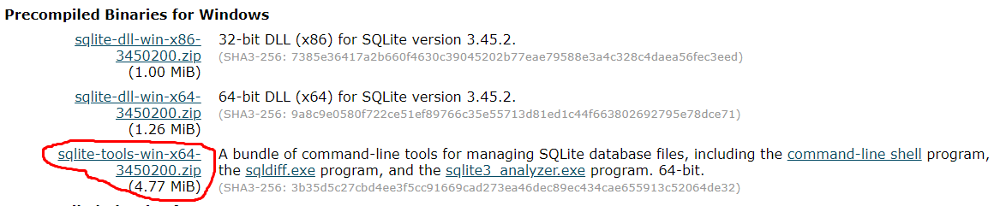 Precompiled Binaries for Windows
sqlite-dll-win-x86-
3450200.zip
(1.00 MiB)
32-bit DLL (x86) for SQLite version 3.45.2.
(SHA3-256: 7385e36417a2b660f4630c39045202b77eae79588e3a4c328c4daea56fec3eed)
sqlite-dll-win-x64-
3450200.zip
(1.26 MiB)
64-bit DLL (x64) for SQLite version 3.45.2.
(SHA3-256: 9a8c9e0580f722ce51ef89766c35e55713d81ed1c44f663802692795e78dce71)
sqlite-tools-win-x64-
3450200.zip
(4.77 MiB)
A bundle of command-line tools for managing SQLite database files, including the command-line shell program,
the sqldiff.exe program, and the sqlite3_analyzer.exe program. 64-bit.
(SHA3-256: 3b35d5c27cbd4ee3f5cc91669cad273ea46dec89ec434cae655913c52064de32)